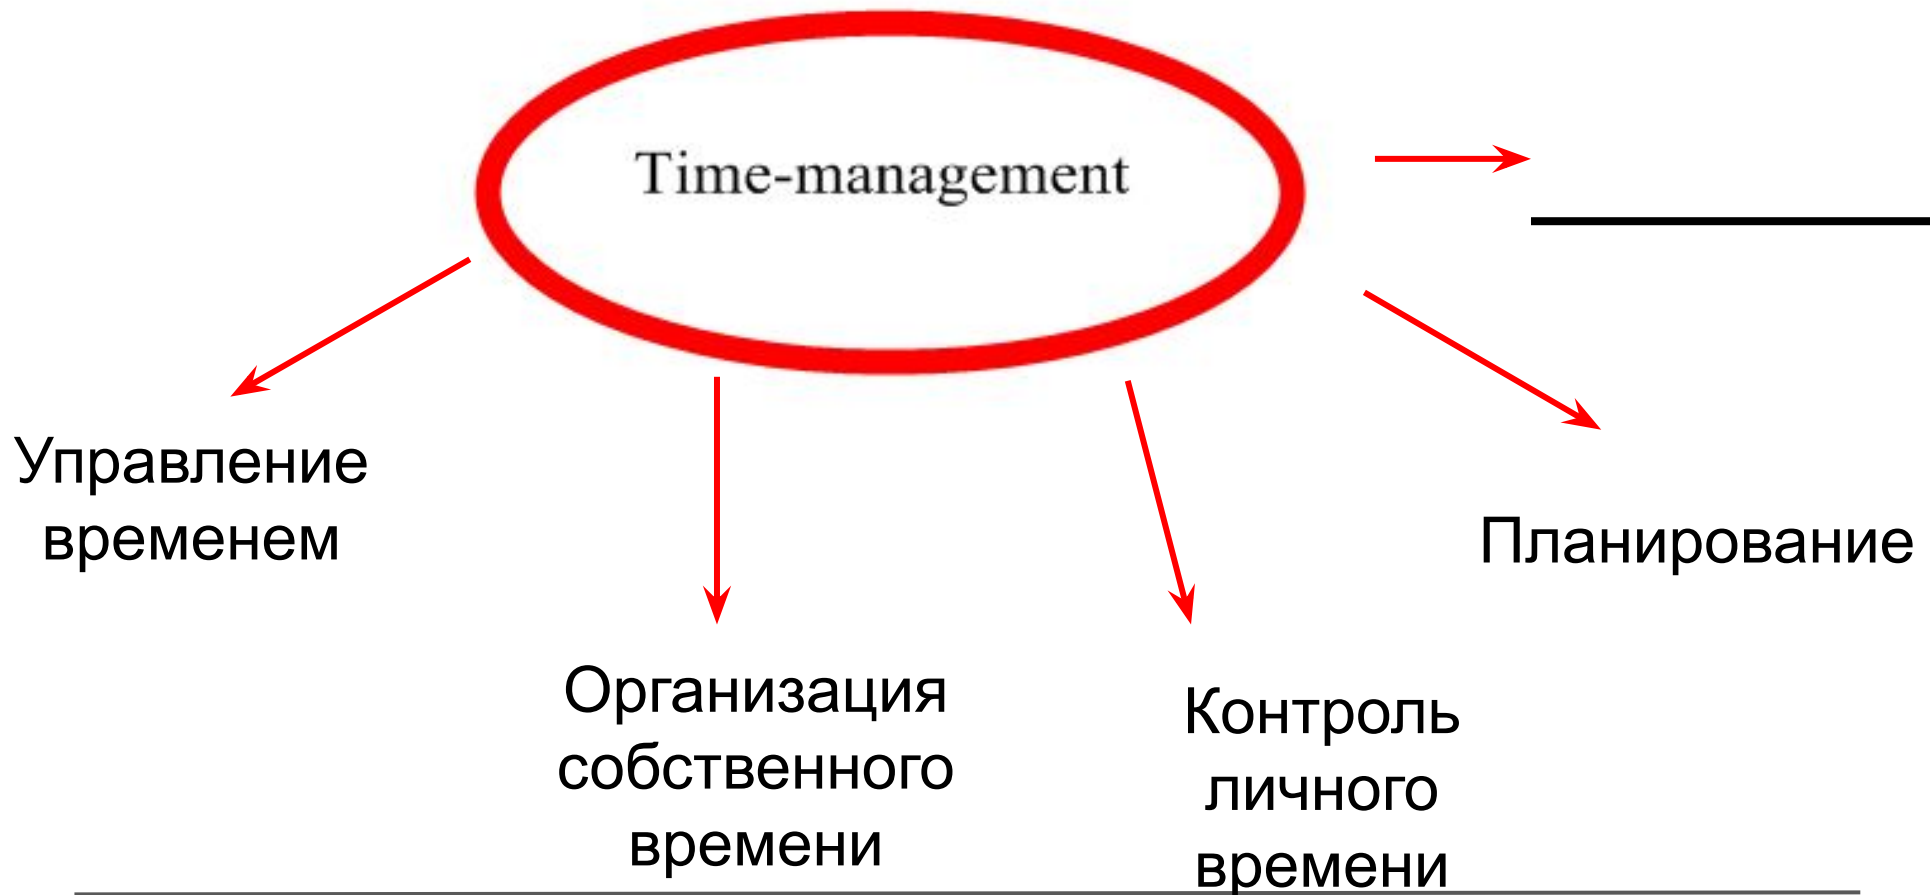 Time-management
Управление
временем
Планирование
Организация
собственного
времени
Контроль
личного
времени